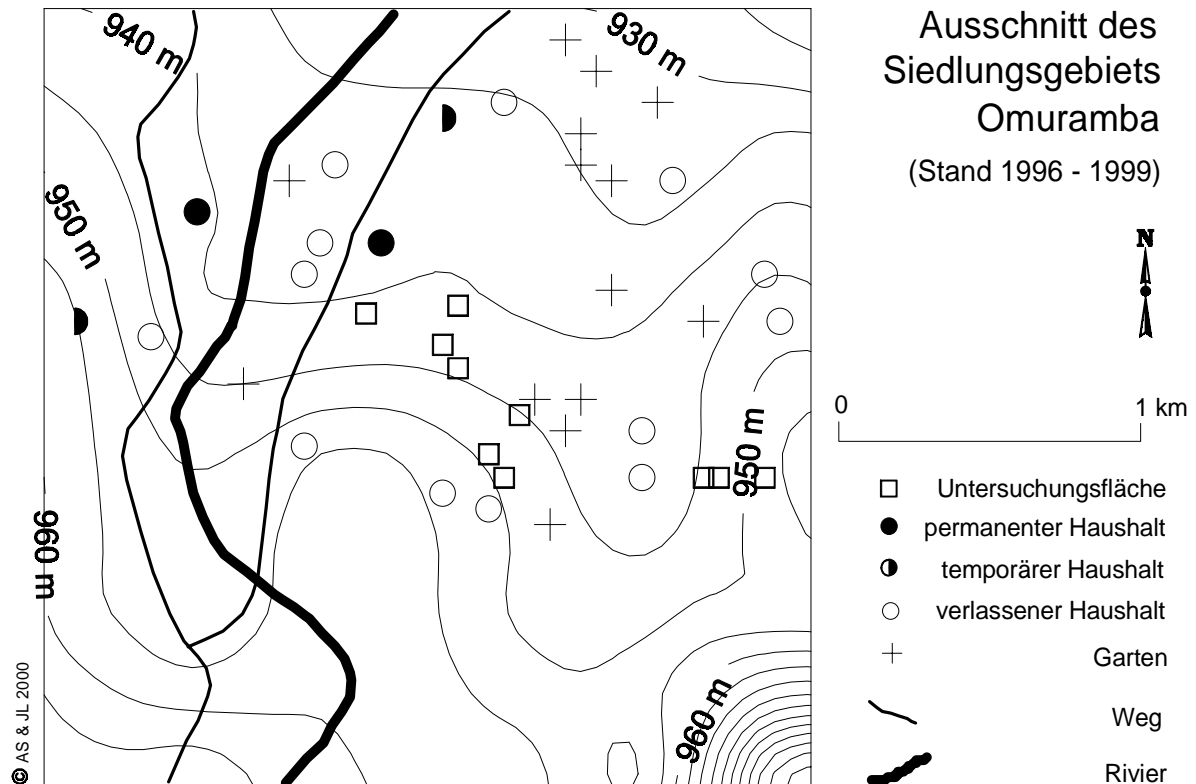 Ausschnitt des
Siedlungsgebiets
Omuramba
(Stand 1996 - 1999)
940 m
930 m
950 m
960 m
950 m
960 m
N
0 1 km
Untersuchungsfläche
permanenter Haushalt
temporärer Haushalt
verlassener Haushalt
Garten
Weg
Rivier
© AS & JL 2000